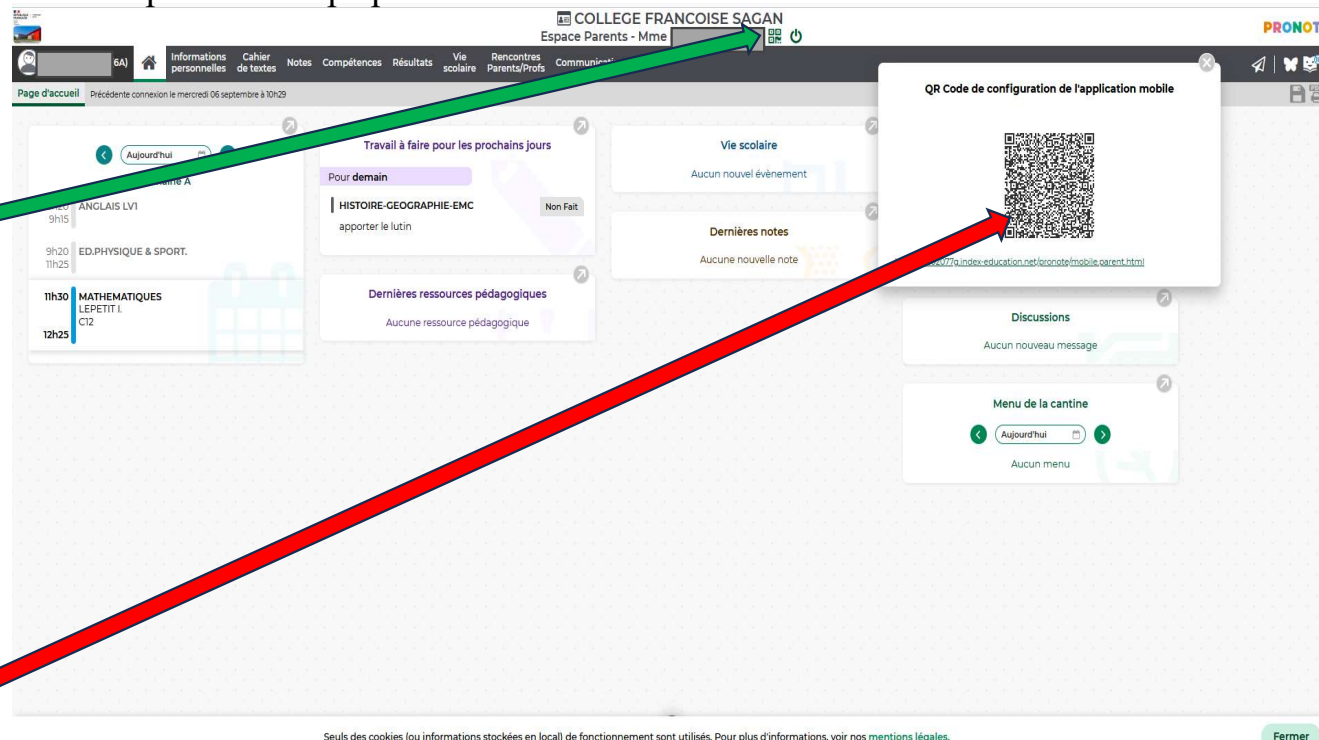 COLLEGE FRANCOISE SAGAN
Espace Parents - Mme
PRONOT
6A)
Informations personnelles
Cahier de textes
Notes
Compétences
Résultats
Vie scolaire
Rencontres Parents/Profs
Page d'accueil
Précédente connexion le mercredi 06 septembre à 10h29
Aujourd'hui
A
ANGLAIS LV1
9h15
9h20 ED.PHYSIQUE & SPORT.
11h25
11h30 MATHEMATIQUES
LEPETIT I.
C12
12h25
Travail à faire pour les prochains jours
Pour demain
HISTOIRE-GEOGRAPHIE-EMC
Non Fait
apporter le lutin
Dernières ressources pédagogiques
Aucune ressource pédagogique
Vie scolaire
Aucun nouvel évènement
Dernières notes
Aucune nouvelle note
QR Code de configuration de l'application mobile
2077g.index-education.net/pronote/mobile.parent.html
Discussions
Aucun nouveau message
Menu de la cantine
Aujourd'hui
Aucun menu
Seuls des cookies (ou informations stockées en local) de fonctionnement sont utilisés. Pour plus d'informations, voir nos mentions légales.
Fermer